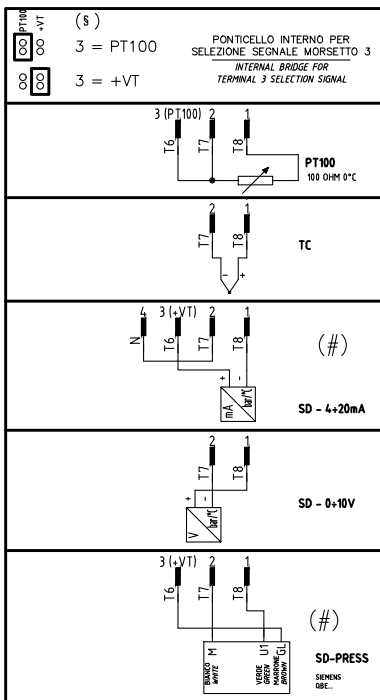 PT100
+VT
(§)
3 = PT100
3 = +VT
PONTICELLO INTERNO PER
SELEZIONE SEGNALE MORSETTO 3
INTERNAL BRIDGE FOR
TERMINAL 3 SELECTION SIGNAL
3 (PT100) 2 1
T6 T7 T8
PT100
100 OHM 0°C
2 1
T7 T8
- +
TC
4 3 (+VT) 2 1
N T6 T7 T8
(#)
+ -
mA bar/°C
SD - 4÷20mA
2 1
T7 T8
+ -
V bar/°C
SD - 0÷10V
3 (+VT) 2 1
T6 T7 T8
(#)
M U1 GL
BIANCO
WHITE
VERDE
GREEN
MARRONE
BROWN
SD-PRESS
SIEMENS
QBE...